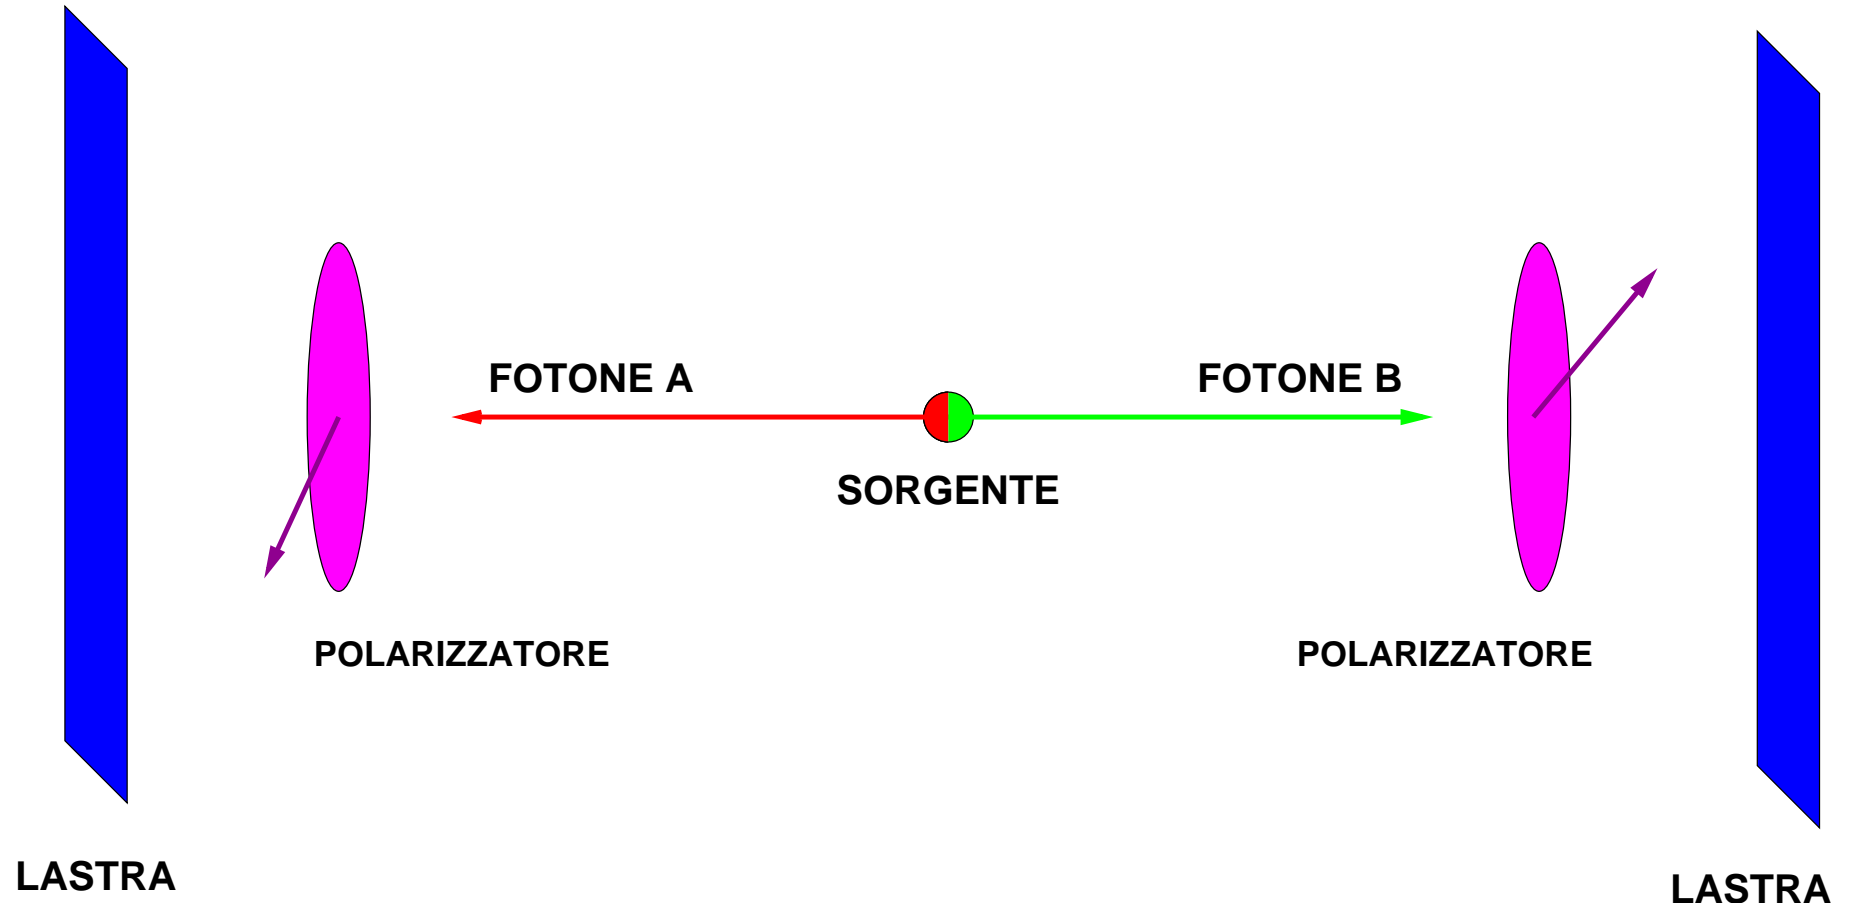 FOTONE A
FOTONE B
SORGENTE
POLARIZZATORE
POLARIZZATORE
LASTRA
LASTRA